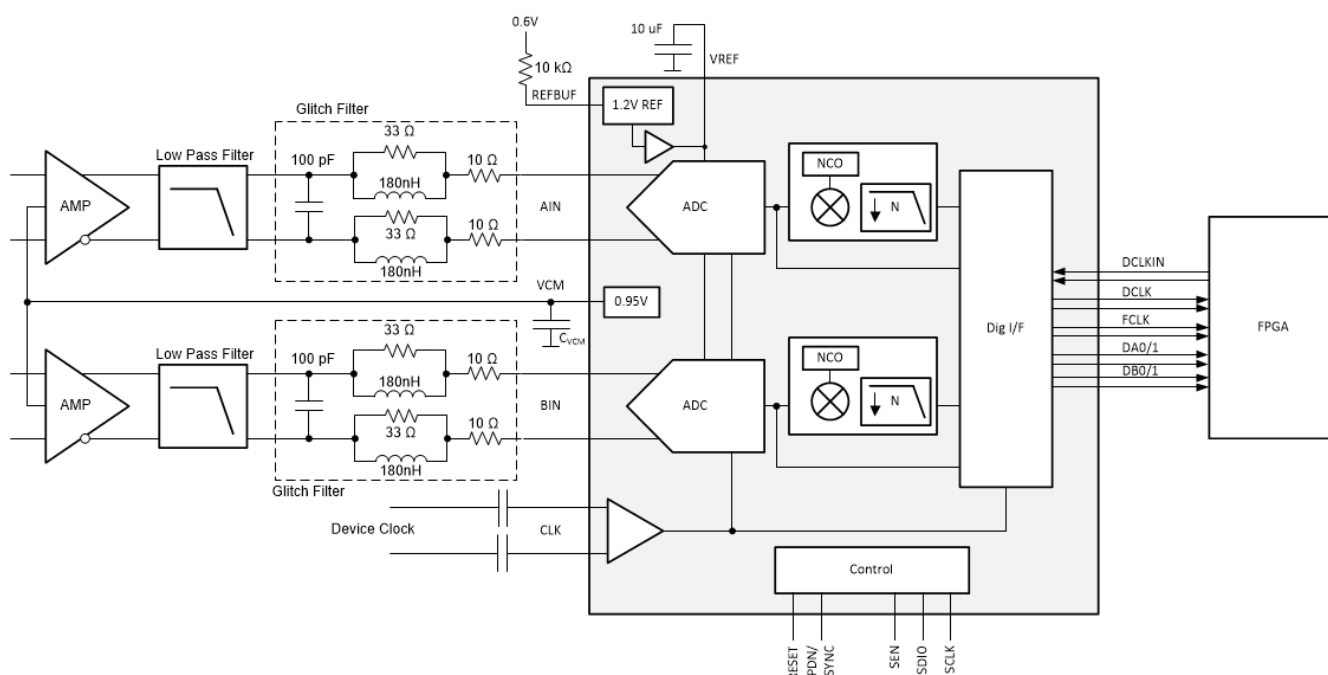 0.6V
10 kΩ
REFBUF
10 uF
VREF
1.2V REF
Glitch Filter
33 Ω
100 pF
10 Ω
180nH
33 Ω
10 Ω
180nH
Low Pass Filter
AMP
AIN
ADC
NCO
N
VCM
0.95V
CVCM
Dig I/F
DCLKIN
DCLK
FCLK
DA0/1
DB0/1
FPGA
33 Ω
100 pF
10 Ω
180nH
33 Ω
10 Ω
180nH
Low Pass Filter
AMP
BIN
ADC
NCO
N
Glitch Filter
Device Clock
CLK
Control
PDN/
SYNC
SEN
SDIO
SCLK